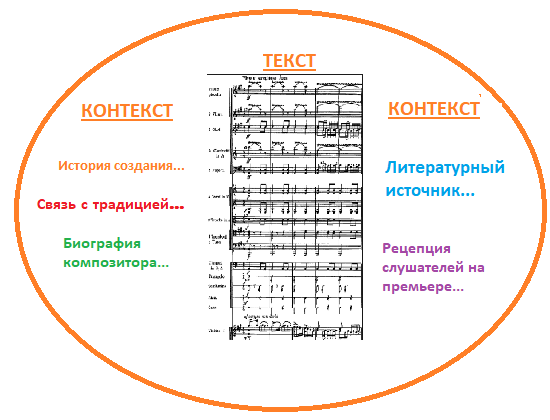 ТЕКСТ
КОНТЕКСТ
История создания...
Связь с традицией...
Биография
композитора...
КОНТЕКСТ
Литературный
источник...
Рецепция
слушателей на
премьере...